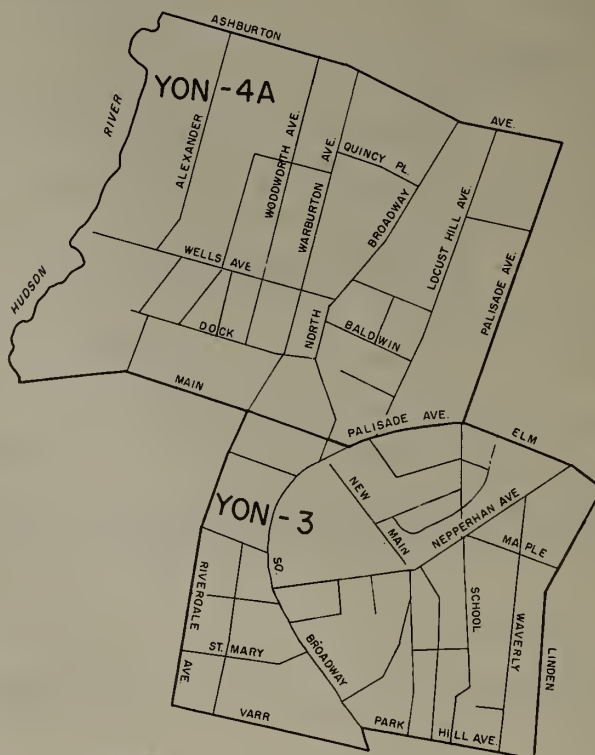 ASHBURTON
AVE.
YON-4A
RIVER
HUDSON
ALEXANDER
WODDWORTH AVE.
WARBURTON AVE.
QUINCY PL.
BROADWAY
NORTH
LOCUST HILL AVE.
PALISADE AVE.
WELLS AVE
BALDWIN
DOCK
MAIN
PALISADE AVE.
ELM
YON-3
NEW
MAIN
NEPPERHAN AVE
MAPLE
SO.
BROADWAY
RIVERDALE
AVE
ST. MARY
SCHOOL
WAVERLY
LINDEN
VARR
PARK
HILL AVE.